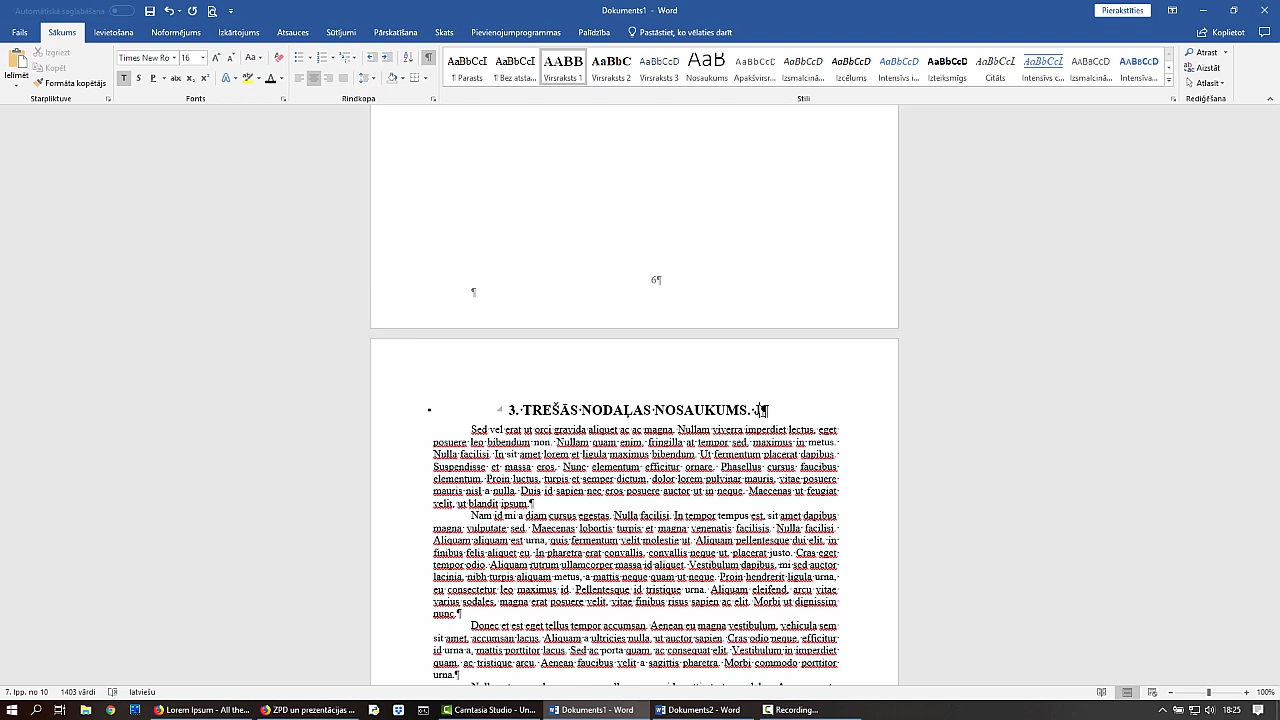 Automātiskā saglabāšana
Dokuments1 - Word
Pierakstīties
Fails Sākums Ievietošana Noformējums Izkārtojums Atsauces Sūtījumi Pārskatīšana Skats Pievienojumprogrammas Palīdzība Pastāstiet, ko vēlaties darīt Koplietot
Ielīmēt
Izgriezt
Kopēt
Formāta kopētājs
Starpliktuve
Times New Ro 16
Fonts
Rindkopa
AaBbCcI AaBbCcI AABB AaBbC AaBbCcD AaB AaBbCcD AaBbCcD AaBbCcD AaBbCcD AaBbCcD AaBbCcI AaBbCcI AABBCCD AaBbCcD
¶ Parasts ¶ Bez atsta... Virsraksts 1 Virsraksts 2 Virsraksts 3 Nosaukums Apakšvirs... Izsmalcinā... Izcēlums Intensīvs i... Izteiksmīgs Citāts Intensīvs c... Izsmalcinā... Intensīva...
Stili
Atrast
Aizstāt
Atlasīt
Rediģēšana
6¶
¶
3.·TREŠĀS·NODAĻAS·NOSAUKUMS.·
Sed vel erat ut orci gravida aliquet ac ac magna. Nullam viverra imperdiet lectus, eget
posuere leo bibendum non. Nullam quam enim, fringilla at tempor sed, maximus in metus.
Nulla facilisi. In sit amet lorem et ligula maximus bibendum. Ut fermentum placerat dapibus.
Suspendisse et massa eros. Nunc elementum efficitur ornare. Phasellus cursus faucibus
elementum. Proin luctus, turpis et semper dictum, dolor lorem pulvinar mauris, vitae posuere
mauris nisl a nulla. Duis id sapien nec eros posuere auctor ut in neque. Maecenas ut feugiat
velit, ut blandit ipsum.¶
Nam id mi a diam cursus egestas. Nulla facilisi. In tempor tempus est, sit amet dapibus
magna vulputate sed. Maecenas lobortis turpis et magna venenatis facilisis. Nulla facilisi.
Aliquam aliquam est urna, quis fermentum velit molestie ut. Aliquam pellentesque dui elit, in
finibus felis aliquet eu. In pharetra erat convallis, convallis neque ut, placerat justo. Cras eget
tempor odio. Aliquam rutrum ullamcorper massa id aliquet. Vestibulum dapibus, mi sed auctor
lacinia, nibh turpis aliquam metus, a mattis neque quam ut neque. Proin hendrerit ligula urna,
eu consectetur leo maximus id. Pellentesque id tristique urna. Aliquam eleifend, arcu vitae
varius sodales, magna erat posuere velit, vitae finibus risus sapien ac elit. Morbi ut dignissim
nunc.¶
Donec et est eget tellus tempor accumsan. Aenean eu magna vestibulum, vehicula sem
sit amet, accumsan lacus. Aliquam a ultricies nulla, ut auctor sapien. Cras odio neque, efficitur
id urna a, mattis porttitor lacus. Sed ac porta quam, ac consequat elit. Vestibulum in imperdiet
quam, ac tristique arcu. Aenean faucibus velit a sagittis pharetra. Morbi commodo porttitor
urna.¶
7. lpp. no 10 1403 vārdi latviešu 100%
Lorem Ipsum - All the... ZPD un prezentācijas ... Camtasia Studio - Un... Dokuments1 - Word Dokuments2 - Word Recording... 18:25